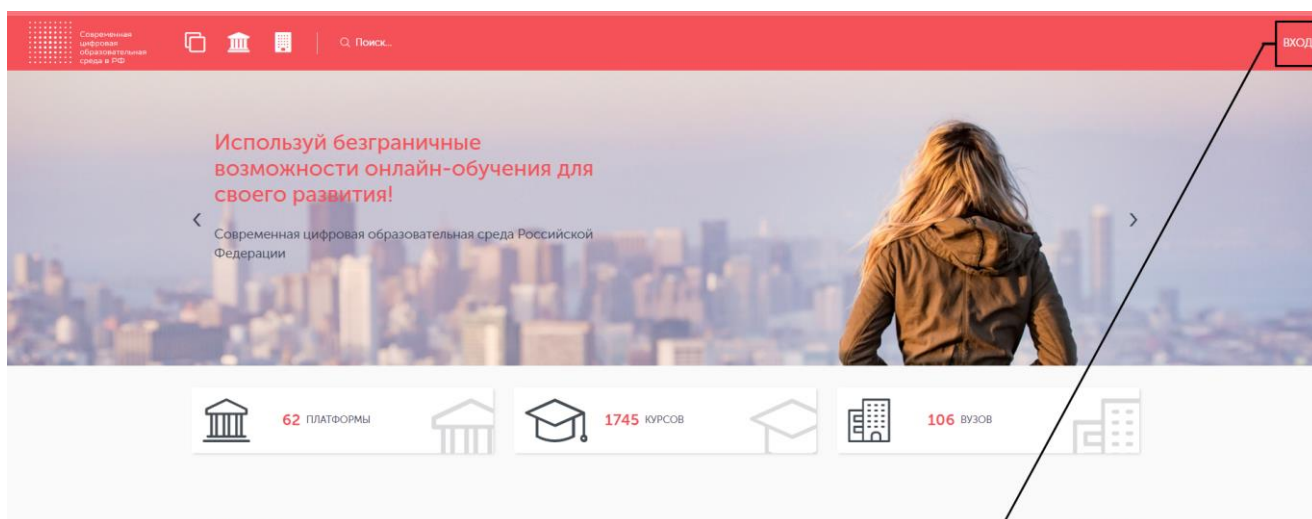 Современная
цифровая
образовательная
среда в РФ
Поиск...
ВХОД
Используй безграничные
возможности онлайн-обучения для
своего развития!
Современная цифровая образовательная среда Российской
Федерации
62 ПЛАТФОРМЫ
1745 КУРСОВ
106 ВУЗОВ